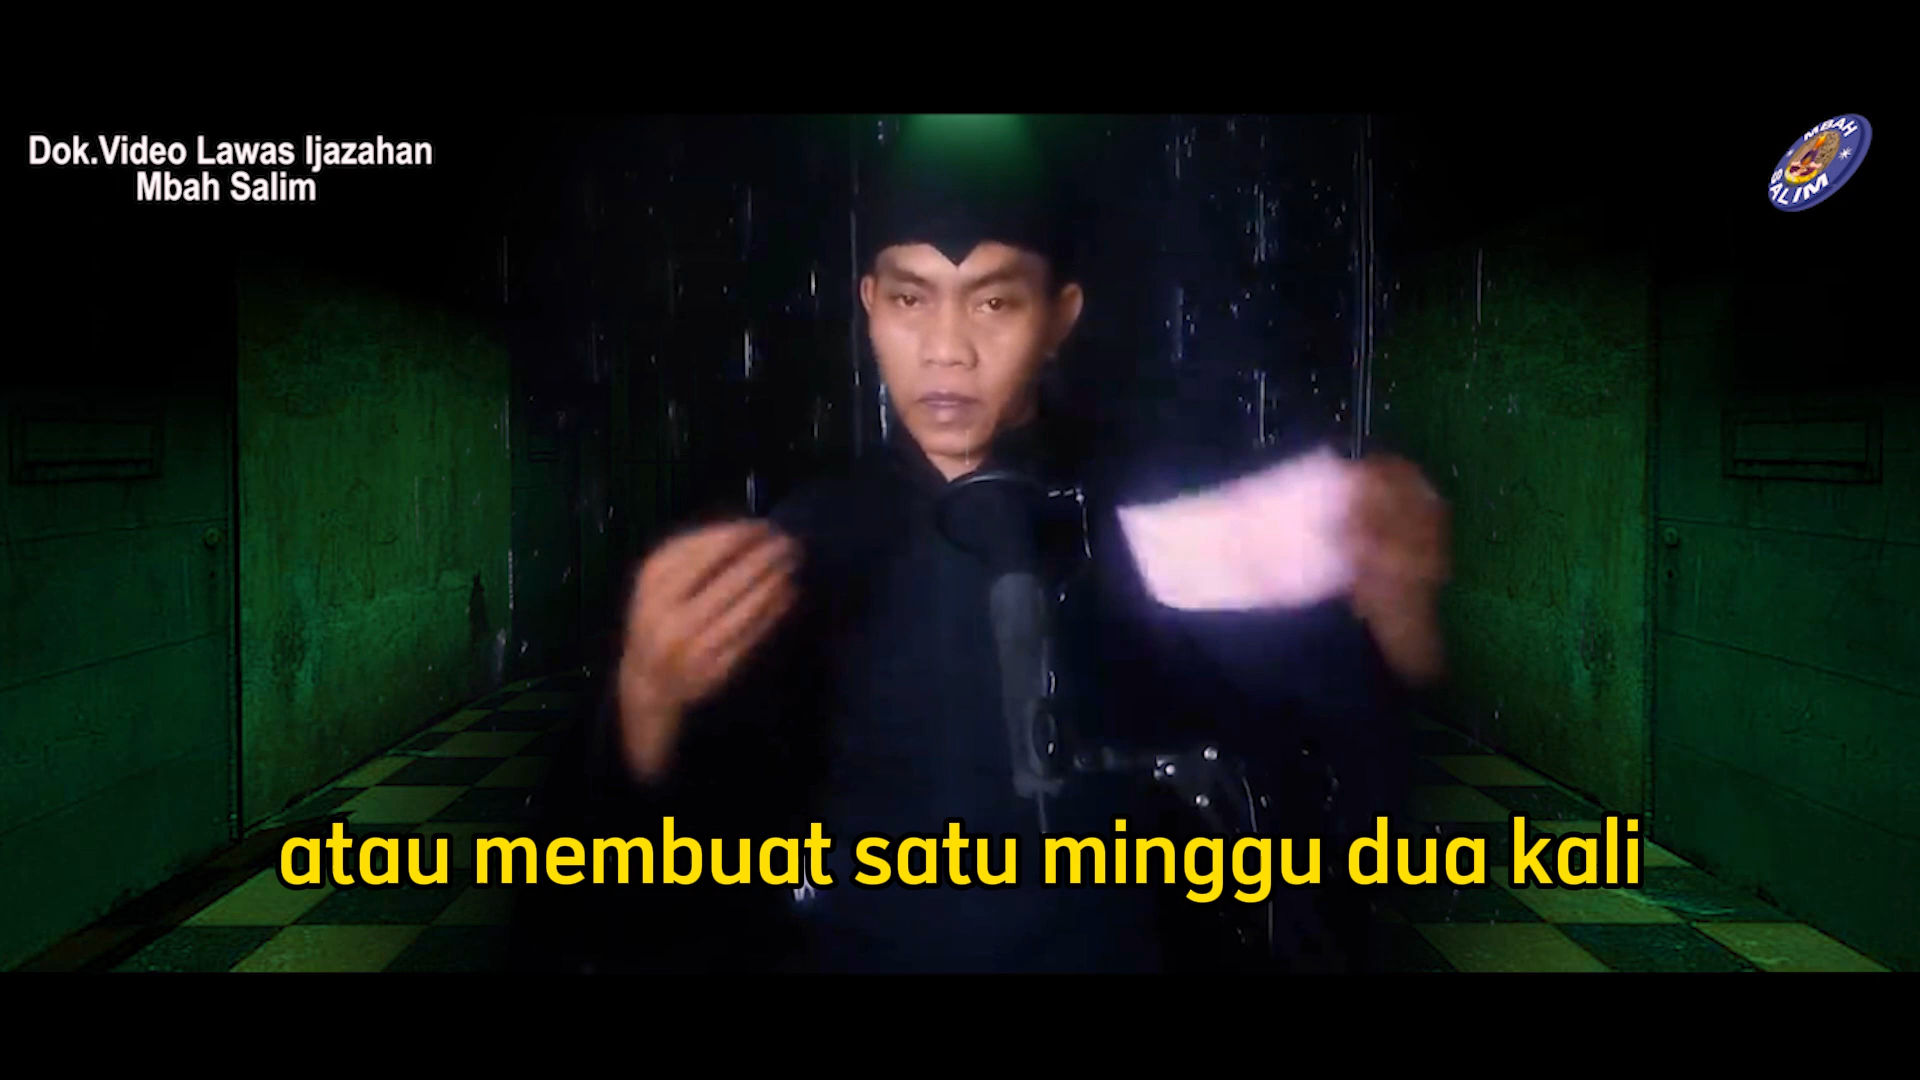 Dok.Video Lawas Ijazahan
Mbah Salim
MBAH
SALIM
atau membuat satu minggu dua kali